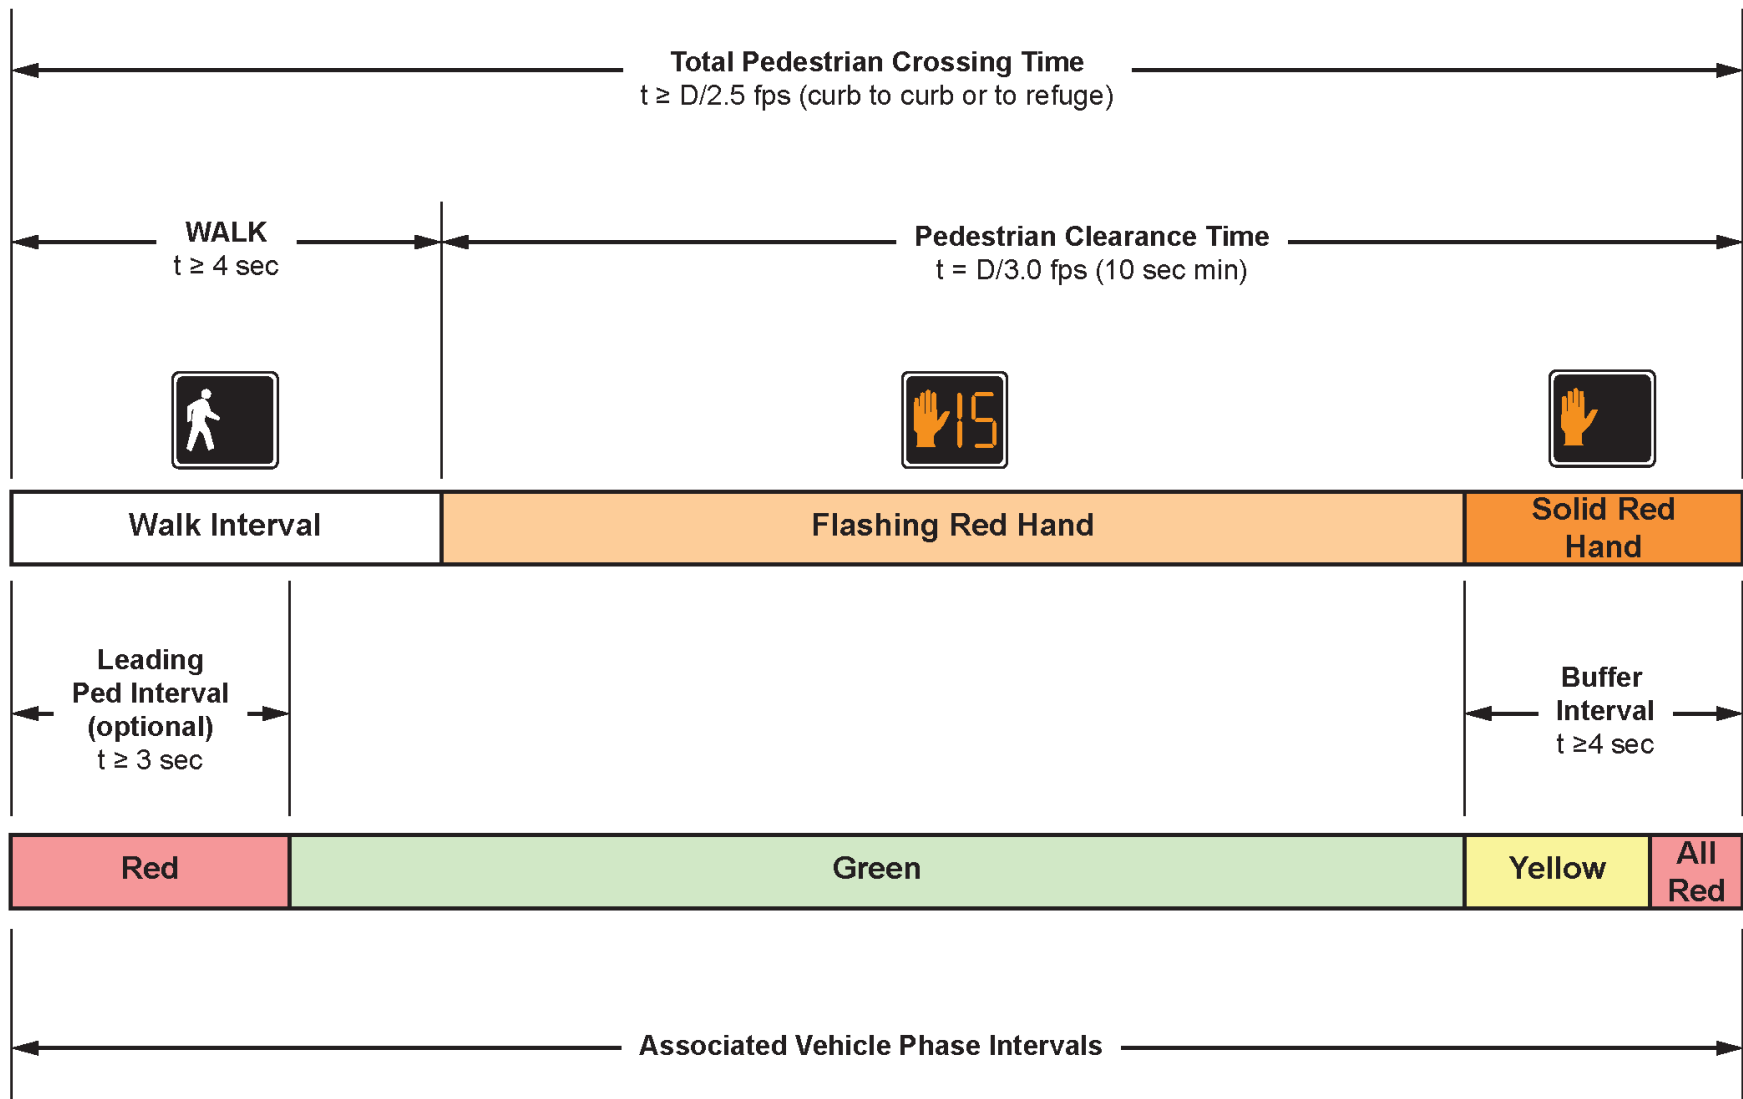 Total Pedestrian Crossing Time
t ≥ D/2.5 fps (curb to curb or to refuge)
WALK
t ≥ 4 sec
Pedestrian Clearance Time
t = D/3.0 fps (10 sec min)
15
Walk Interval
Flashing Red Hand
Solid Red
Hand
Leading
Ped Interval
(optional)
t ≥ 3 sec
Buffer
Interval
t ≥4 sec
Red
Green
Yellow
All
Red
Associated Vehicle Phase Intervals